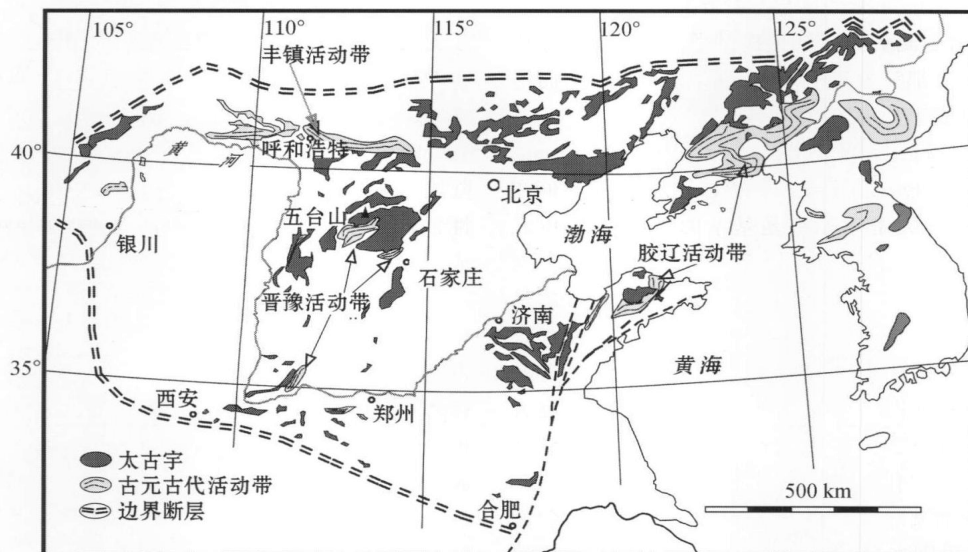 105°
110°
115°
120°
125°
丰镇活动带
呼和浩特
黄
河
40°
北京
五台山
银川
渤海
胶辽活动带
石家庄
晋豫活动带
济南
黄海
35°
西安
郑州
太古宇
古元古代活动带
500 km
边界断层
合肥